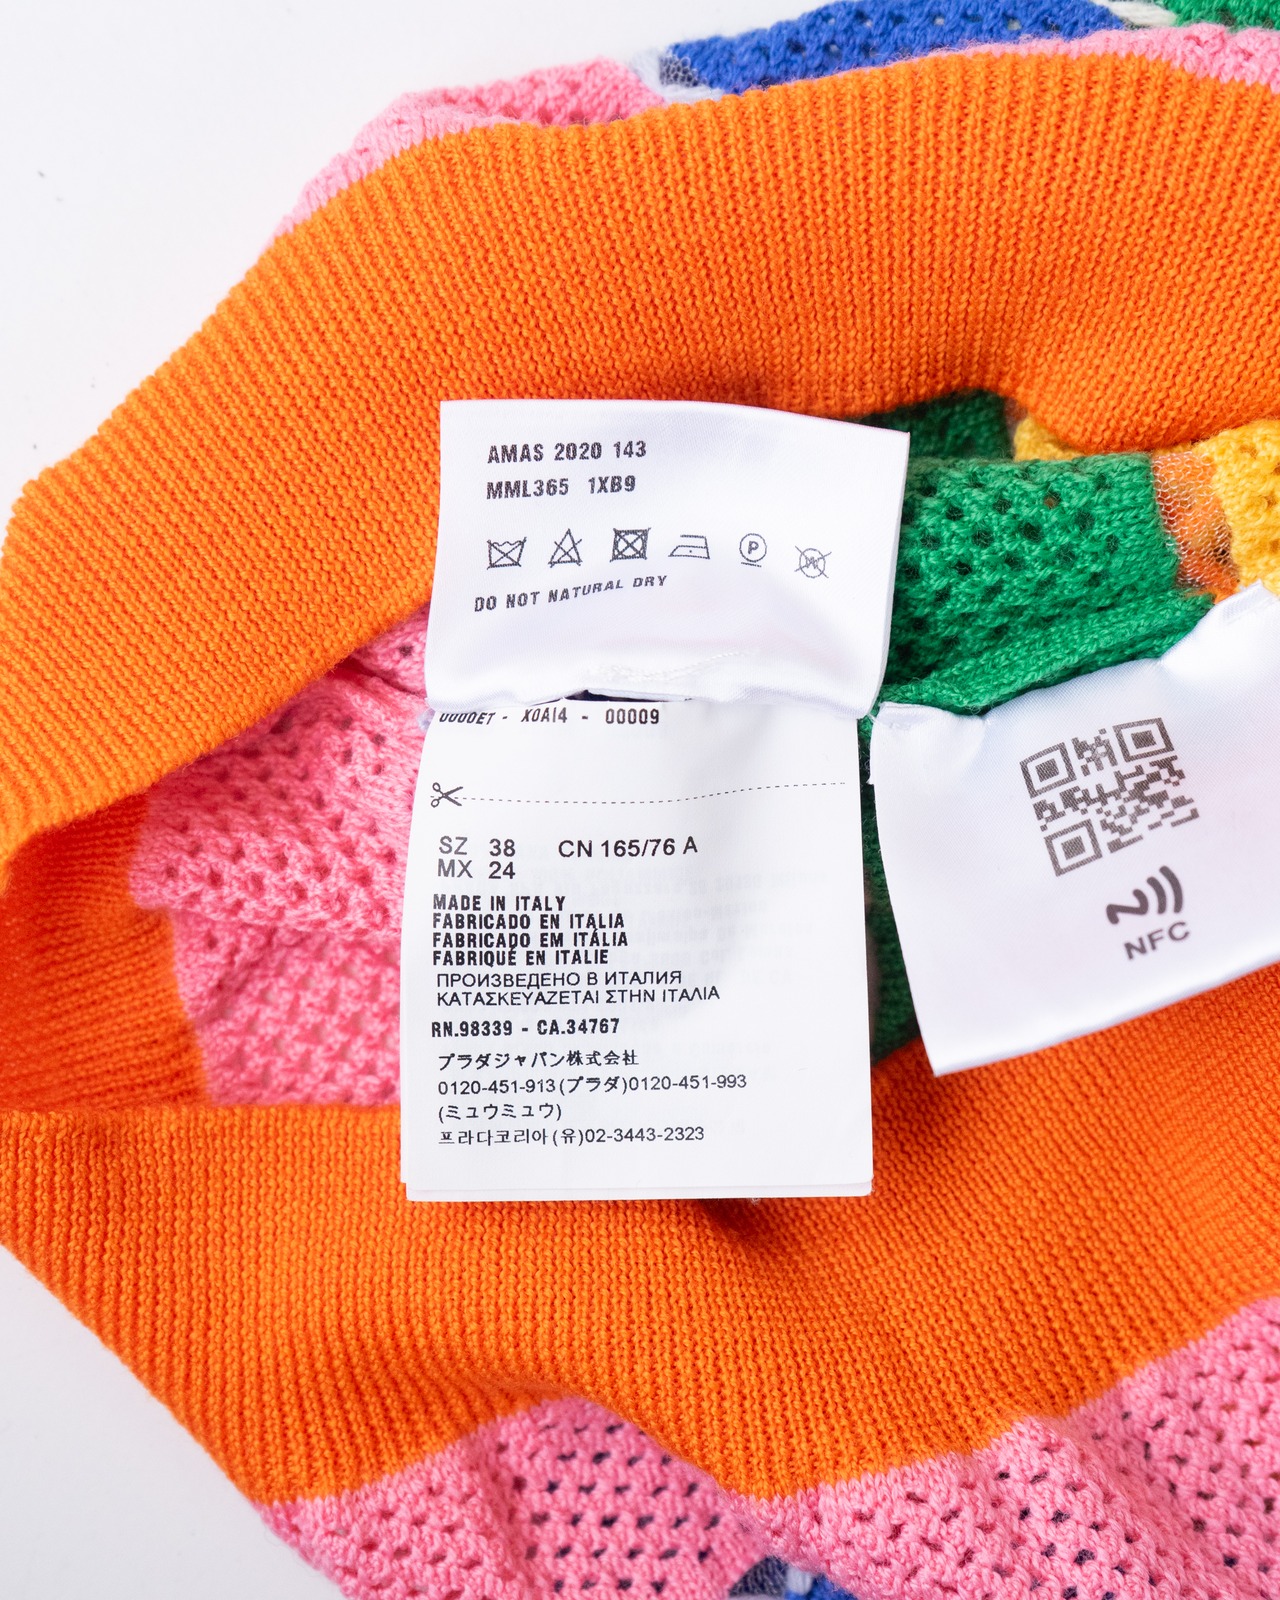 AMAS 2020 143
MML365 1XB9
P
W
DO NOT NATURAL DRY
- X0AI4 - 00009
SZ 38 CN 165/76 A
MX 24
MADE IN ITALY
FABRICADO EN ITÁLIA
FABRICADO EM ITÁLIA
FABRIQUÉ EN ITALIE
ПРОИЗВЕДЕНО В ИТАЛИЯ
ΚΑΤΑΣΚΕΥΑΖΕΤΑΙ ΣΤΗΝ ΙΤΑΛΙΑ
RN.98339 - CA.34767
プラダジャパン株式会社
0120-451-913(プラダ)0120-451-993
(ミュウミュウ)
프라다코리아(유)02-3443-2323
NFC